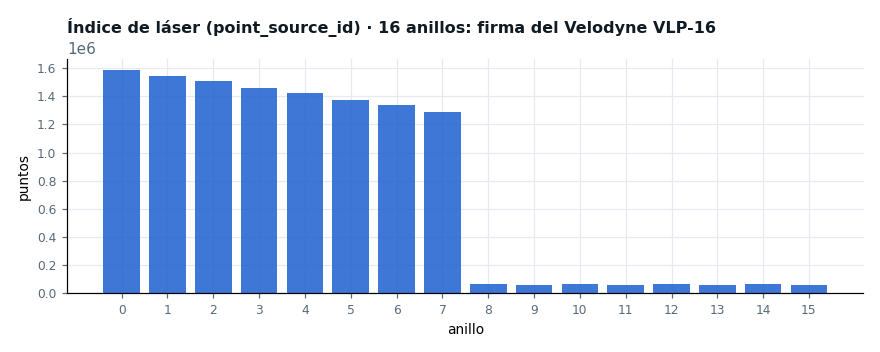 Índice de láser (point_source_id) · 16 anillos: firma del Velodyne VLP-16
1e6
1.6
1.4
1.2
1.0
0.8
0.6
0.4
0.2
0.0
puntos
0 1 2 3 4 5 6 7 8 9 10 11 12 13 14 15
anillo